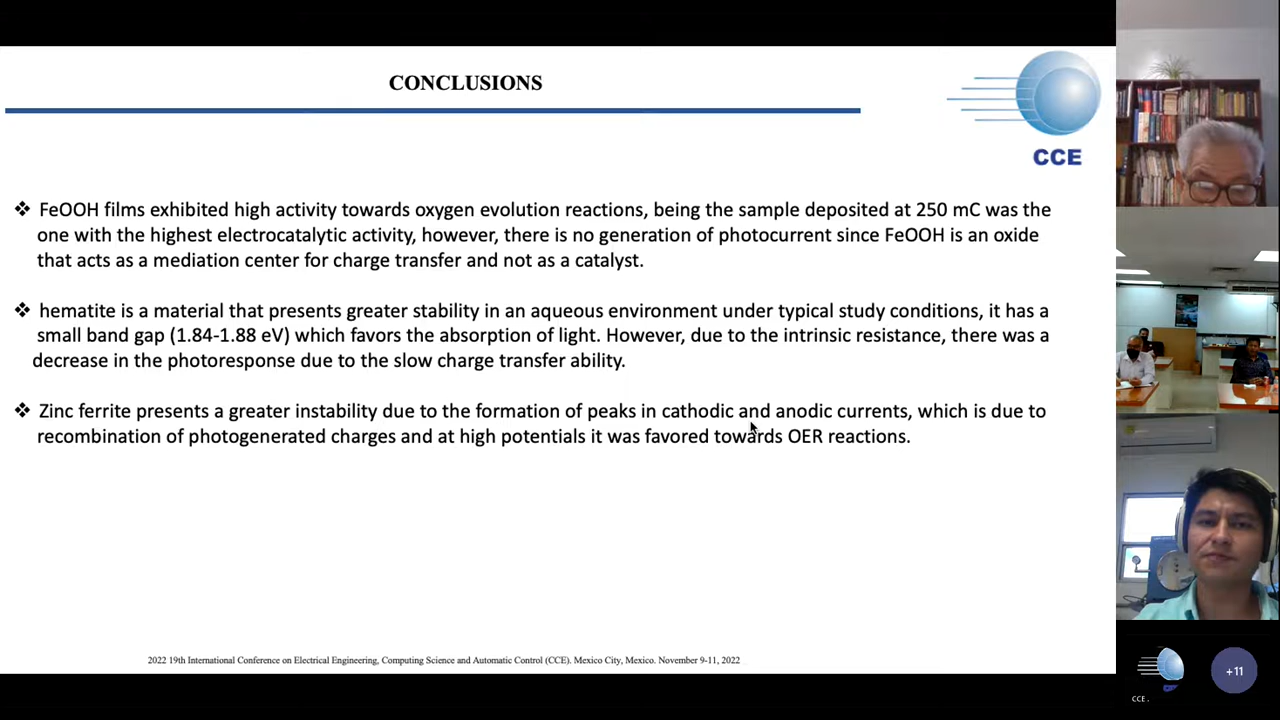 CONCLUSIONS
CCE
❖ FeOOH films exhibited high activity towards oxygen evolution reactions, being the sample deposited at 250 mC was the
one with the highest electrocatalytic activity, however, there is no generation of photocurrent since FeOOH is an oxide
that acts as a mediation center for charge transfer and not as a catalyst.
❖ hematite is a material that presents greater stability in an aqueous environment under typical study conditions, it has a
small band gap (1.84-1.88 eV) which favors the absorption of light. However, due to the intrinsic resistance, there was a
decrease in the photoresponse due to the slow charge transfer ability.
❖ Zinc ferrite presents a greater instability due to the formation of peaks in cathodic and anodic currents, which is due to
recombination of photogenerated charges and at high potentials it was favored towards OER reactions.
2022 19th International Conference on Electrical Engineering, Computing Science and Automatic Control (CCE). Mexico City, Mexico. November 9-11, 2022
+11
CCE .